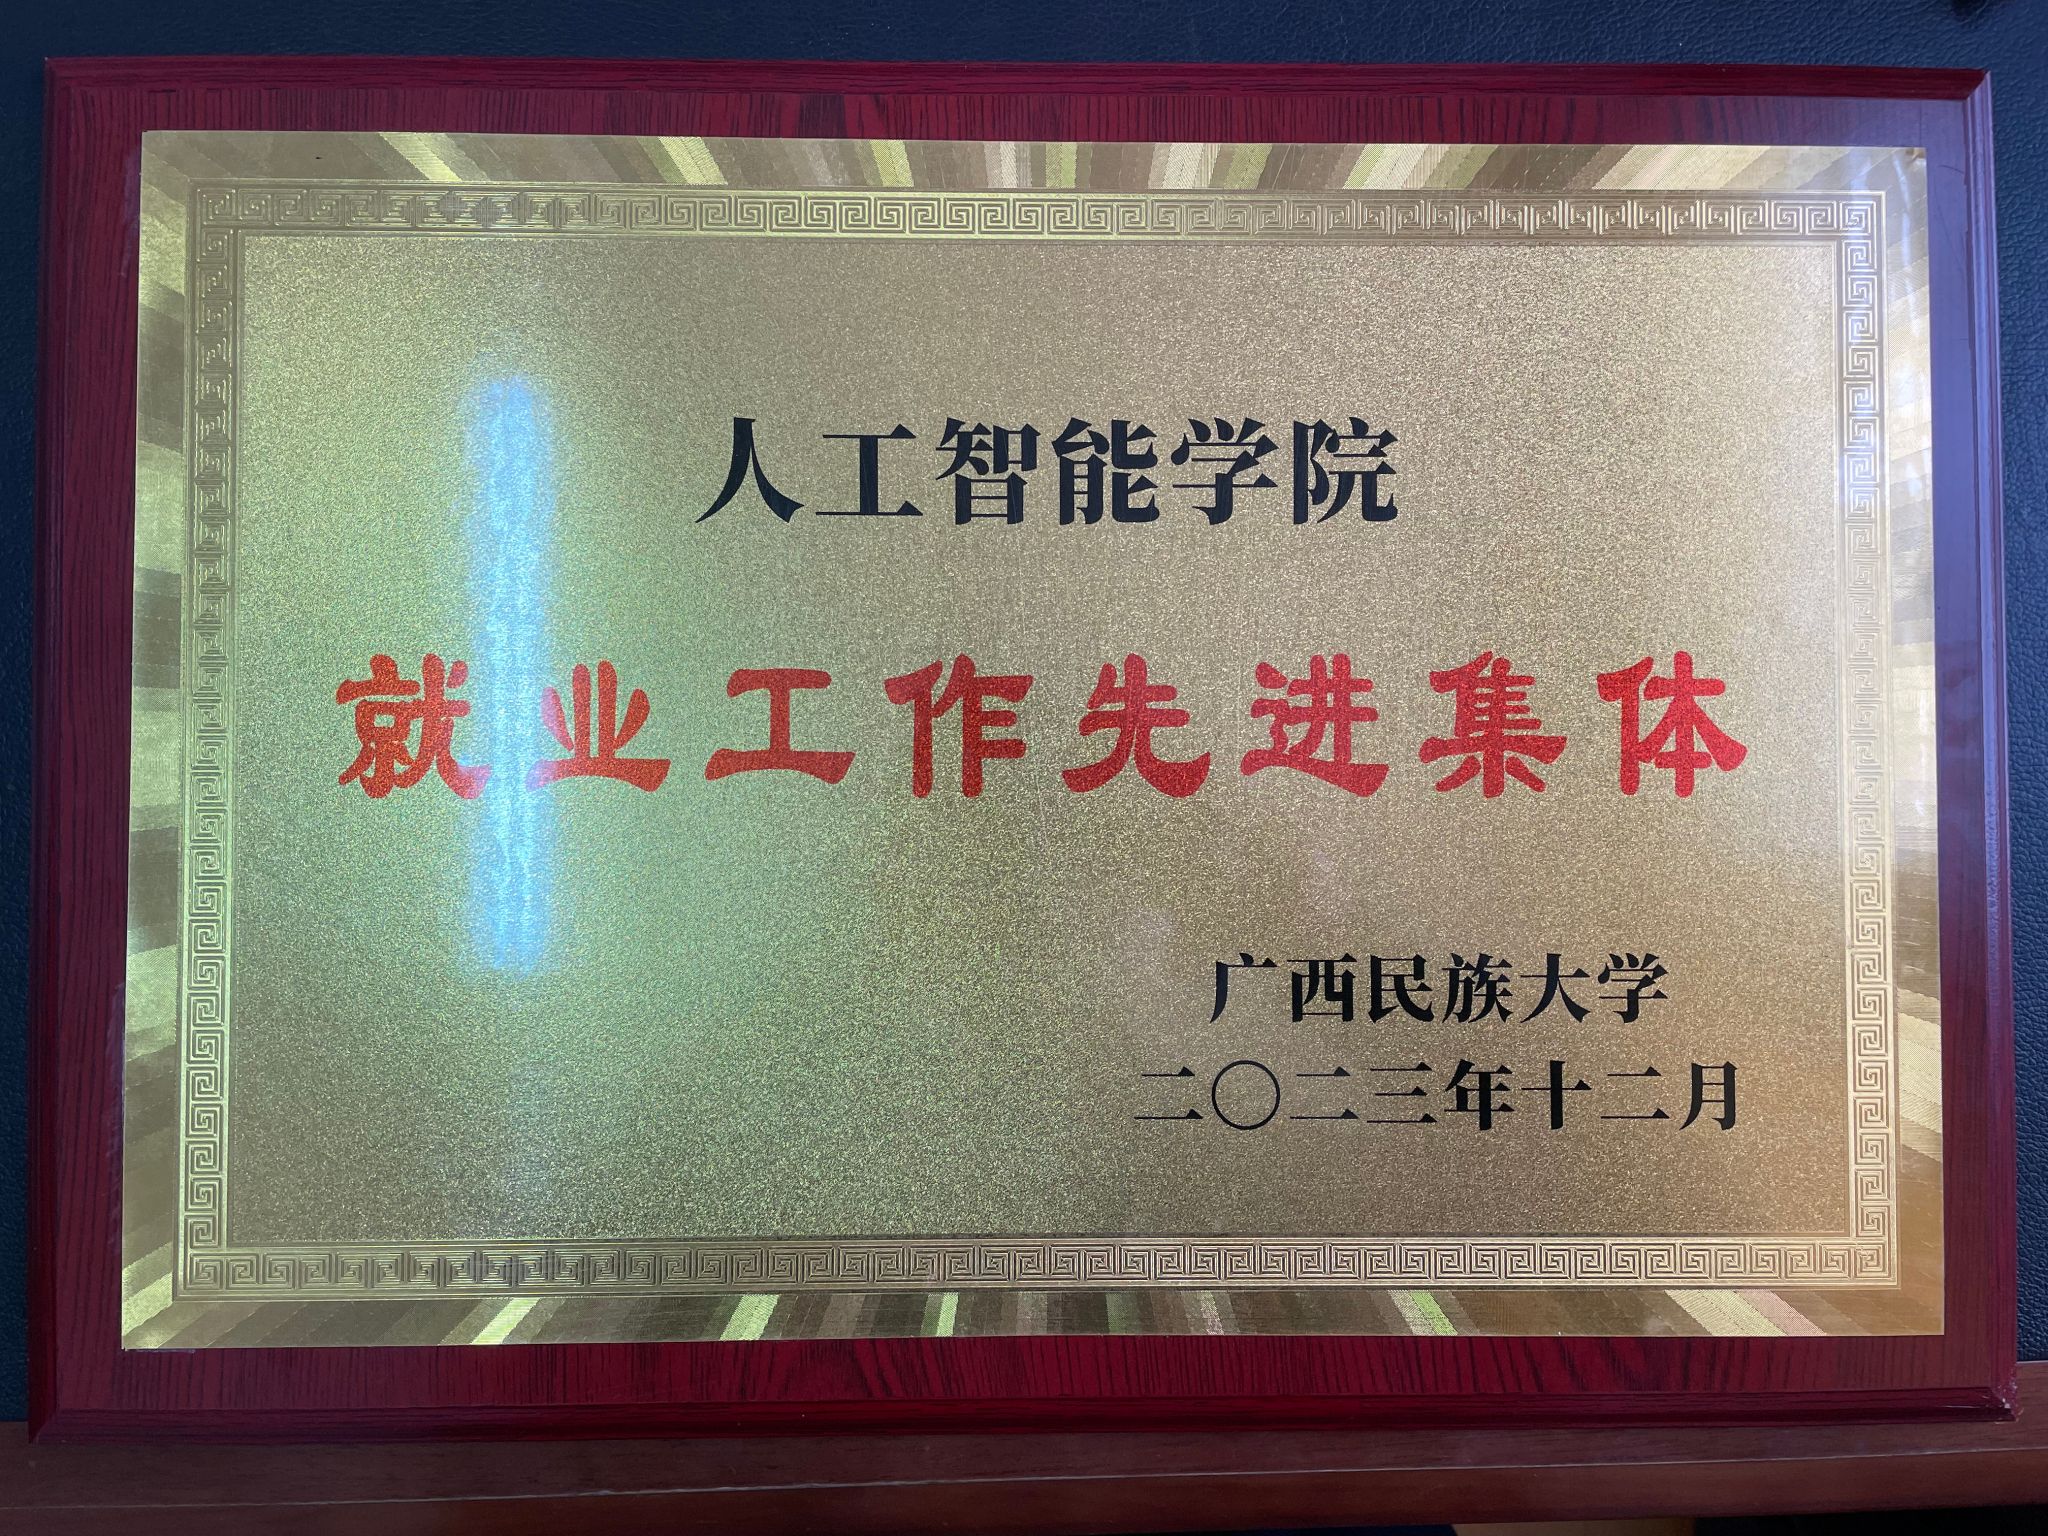 人工智能学院
就业工作先进集体
广西民族大学
二〇二三年十二月